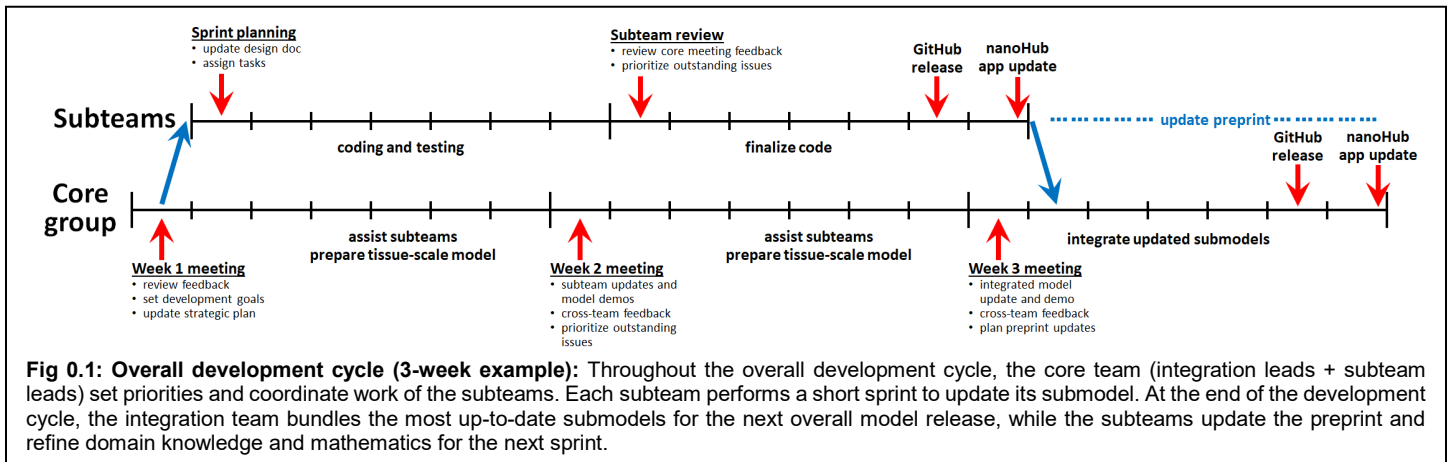 Sprint planning
• update design doc
• assign tasks
Subteam review
• review core meeting feedback
• prioritize outstanding issues
GitHub
release
nanoHub
app update
Subteams
coding and testing
finalize code
update preprint
GitHub
release
nanoHub
app update
Core
group
assist subteams
prepare tissue-scale model
assist subteams
prepare tissue-scale model
integrate updated submodels
Week 1 meeting
• review feedback
• set development goals
• update strategic plan
Week 2 meeting
• subteam updates and
model demos
• cross-team feedback
• prioritize outstanding
issues
Week 3 meeting
• integrated model
update and demo
• cross-team feedback
• plan preprint updates
Fig 0.1: Overall development cycle (3-week example): Throughout the overall development cycle, the core team (integration leads + subteam
leads) set priorities and coordinate work of the subteams. Each subteam performs a short sprint to update its submodel. At the end of the development
cycle, the integration team bundles the most up-to-date submodels for the next overall model release, while the subteams update the preprint and
refine domain knowledge and mathematics for the next sprint.